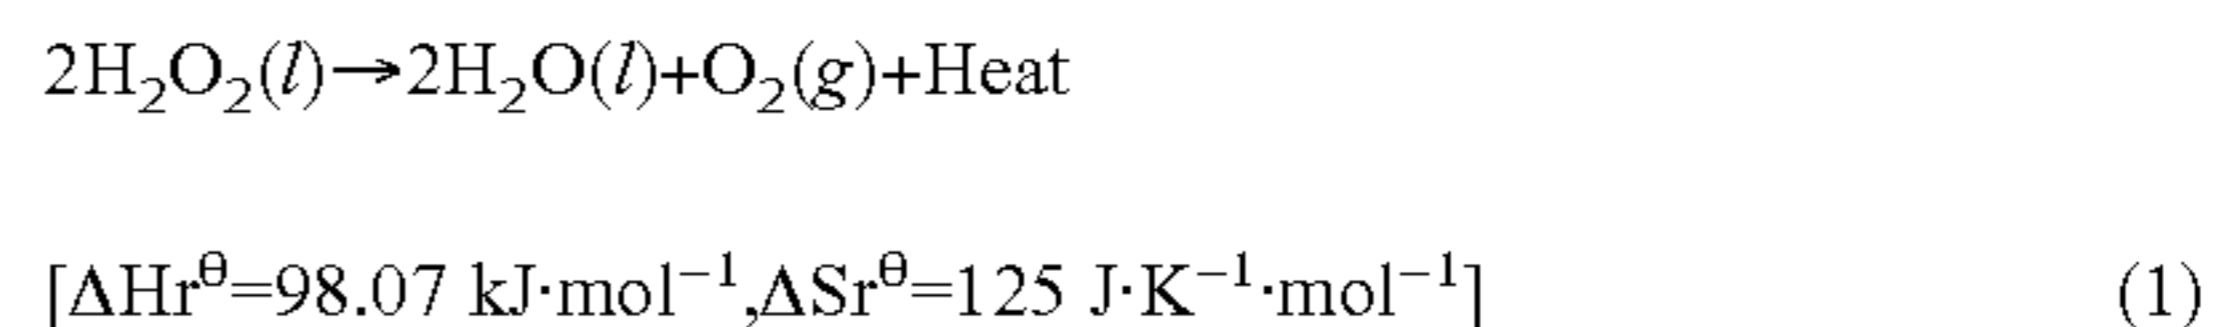 2H₂O₂(l)→2H₂O(l)+O₂(g)+Heat
[ΔHrᶿ=98.07 kJ·mol⁻¹,ΔSrᶿ=125 J·K⁻¹·mol⁻¹] (1)